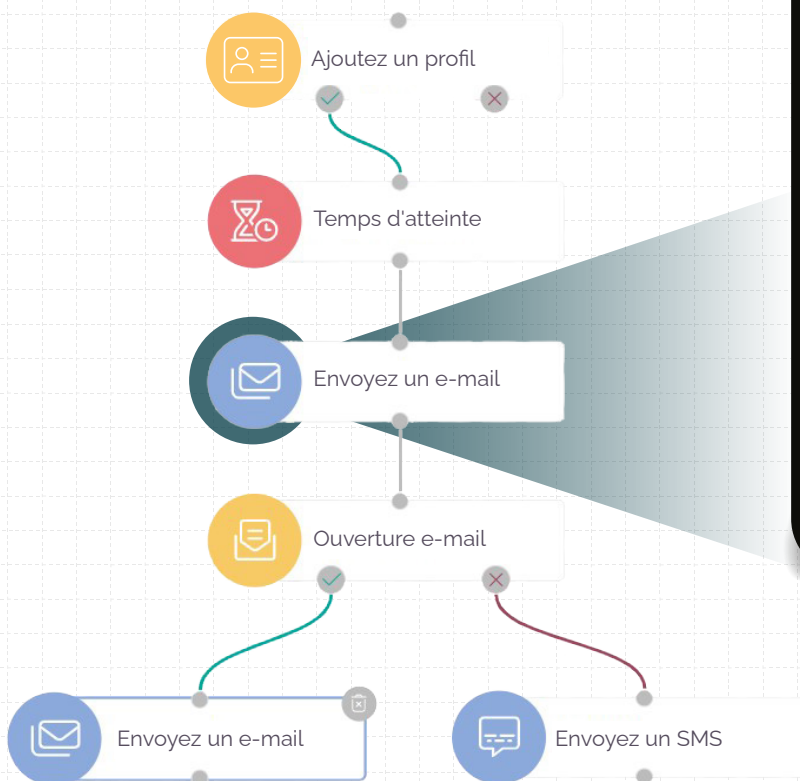 Ajoutez un profil
Temps d'atteinte
Envoyez un e-mail
Ouverture e-mail
Envoyez un e-mail
Envoyez un SMS